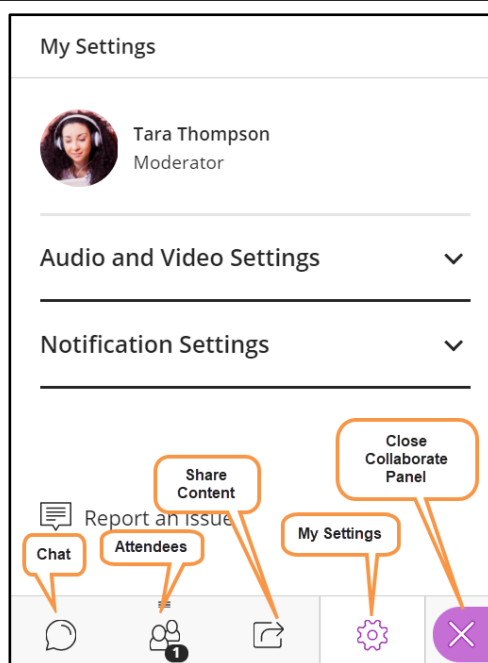 My Settings
Tara Thompson
Moderator
Audio and Video Settings
Notification Settings
Close
Collaborate
Panel
Share
Content
Report an issue
My Settings
Attendees
Chat
1